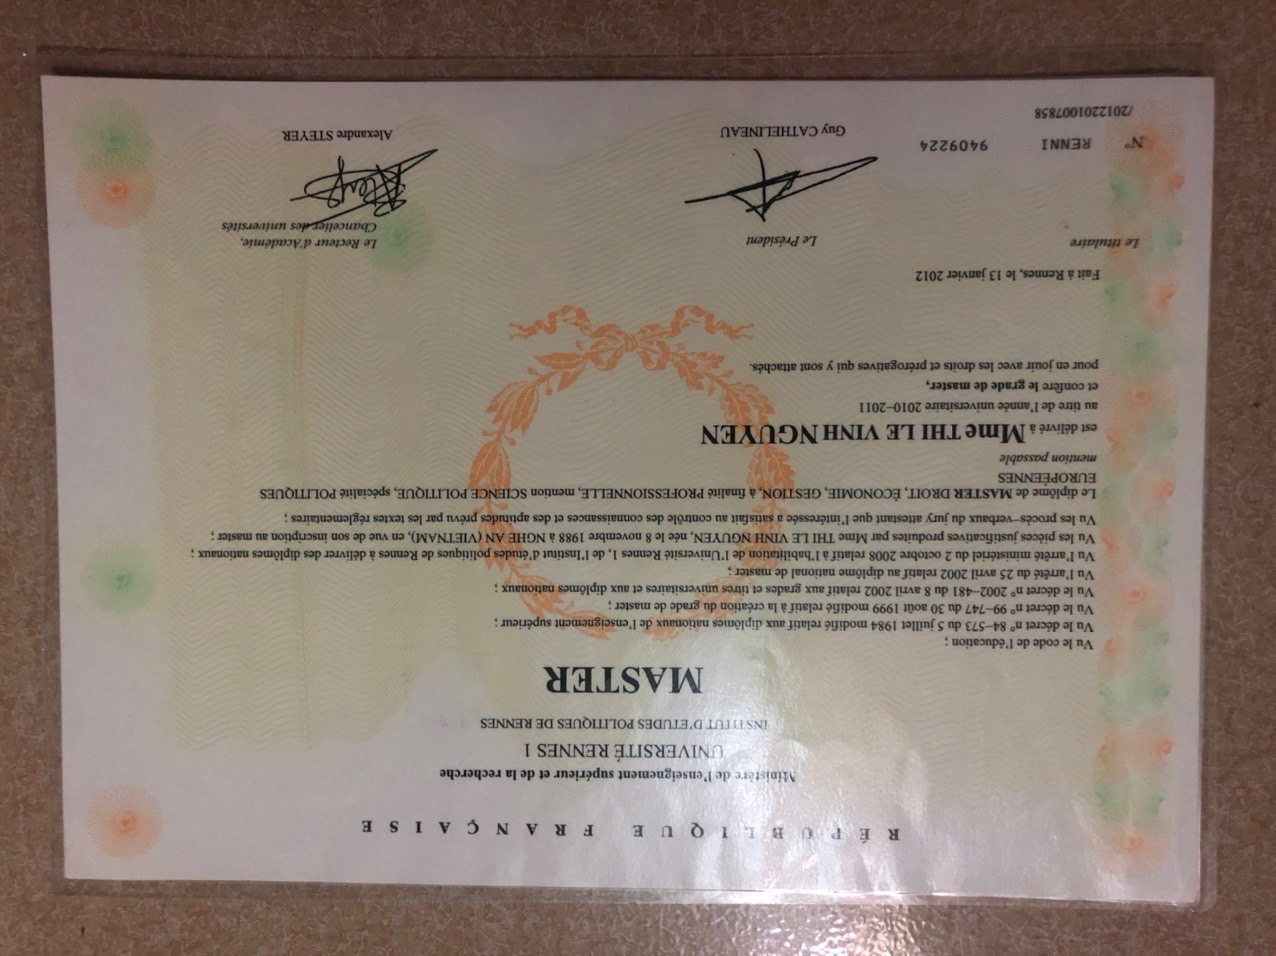 RÉPUBLIQUE FRANÇAISE
Ministère de l'enseignement supérieur et de la recherche
UNIVERSITÉ RENNES 1
INSTITUT D'ETUDES POLITIQUES DE RENNES
MASTER
Vu le code de l'éducation ;
Vu le décret n° 84–573 du 5 juillet 1984 modifié relatif aux diplômes nationaux de l'enseignement supérieur ;
Vu le décret n° 99–747 du 30 août 1999 modifié relatif à la création du grade de master ;
Vu le décret n° 2002–481 du 8 avril 2002 relatif aux grades et titres universitaires et aux diplômes nationaux ;
Vu l'arrêté du 25 avril 2002 relatif au diplôme national de master ;
Vu l'arrêté ministériel du 2 octobre 2008 relatif à l'habilitation de l'Université Rennes 1, de l'Institut d'études politiques de Rennes à délivrer des diplômes nationaux ;
Vu les pièces justificatives produites par Mme THI LE VINH NGUYEN, née le 8 novembre 1988 à NGHE AN (VIETNAM), en vue de son inscription au master ;
Vu les procès–verbaux du jury attestant que l'intéressée a satisfait au contrôle des connaissances et des aptitudes prévu par les textes réglementaires ;
Le diplôme de MASTER DROIT, ÉCONOMIE, GESTION, à finalité PROFESSIONNELLE, mention SCIENCE POLITIQUE, spécialité POLITIQUES
EUROPÉENNES
mention passable
est délivré à Mme THI LE VINH NGUYEN
au titre de l'année universitaire 2010–2011
et confère le grade de master,
pour en jouir avec les droits et prérogatives qui y sont attachés.
Fait à Rennes, le 13 janvier 2012
Le titulaire
Le Président
Le Recteur d'Académie,
Chancelier des universités
N° RENN1 9409224
Guy CATHELINEAU
Alexandre STEYER
/2012201007858